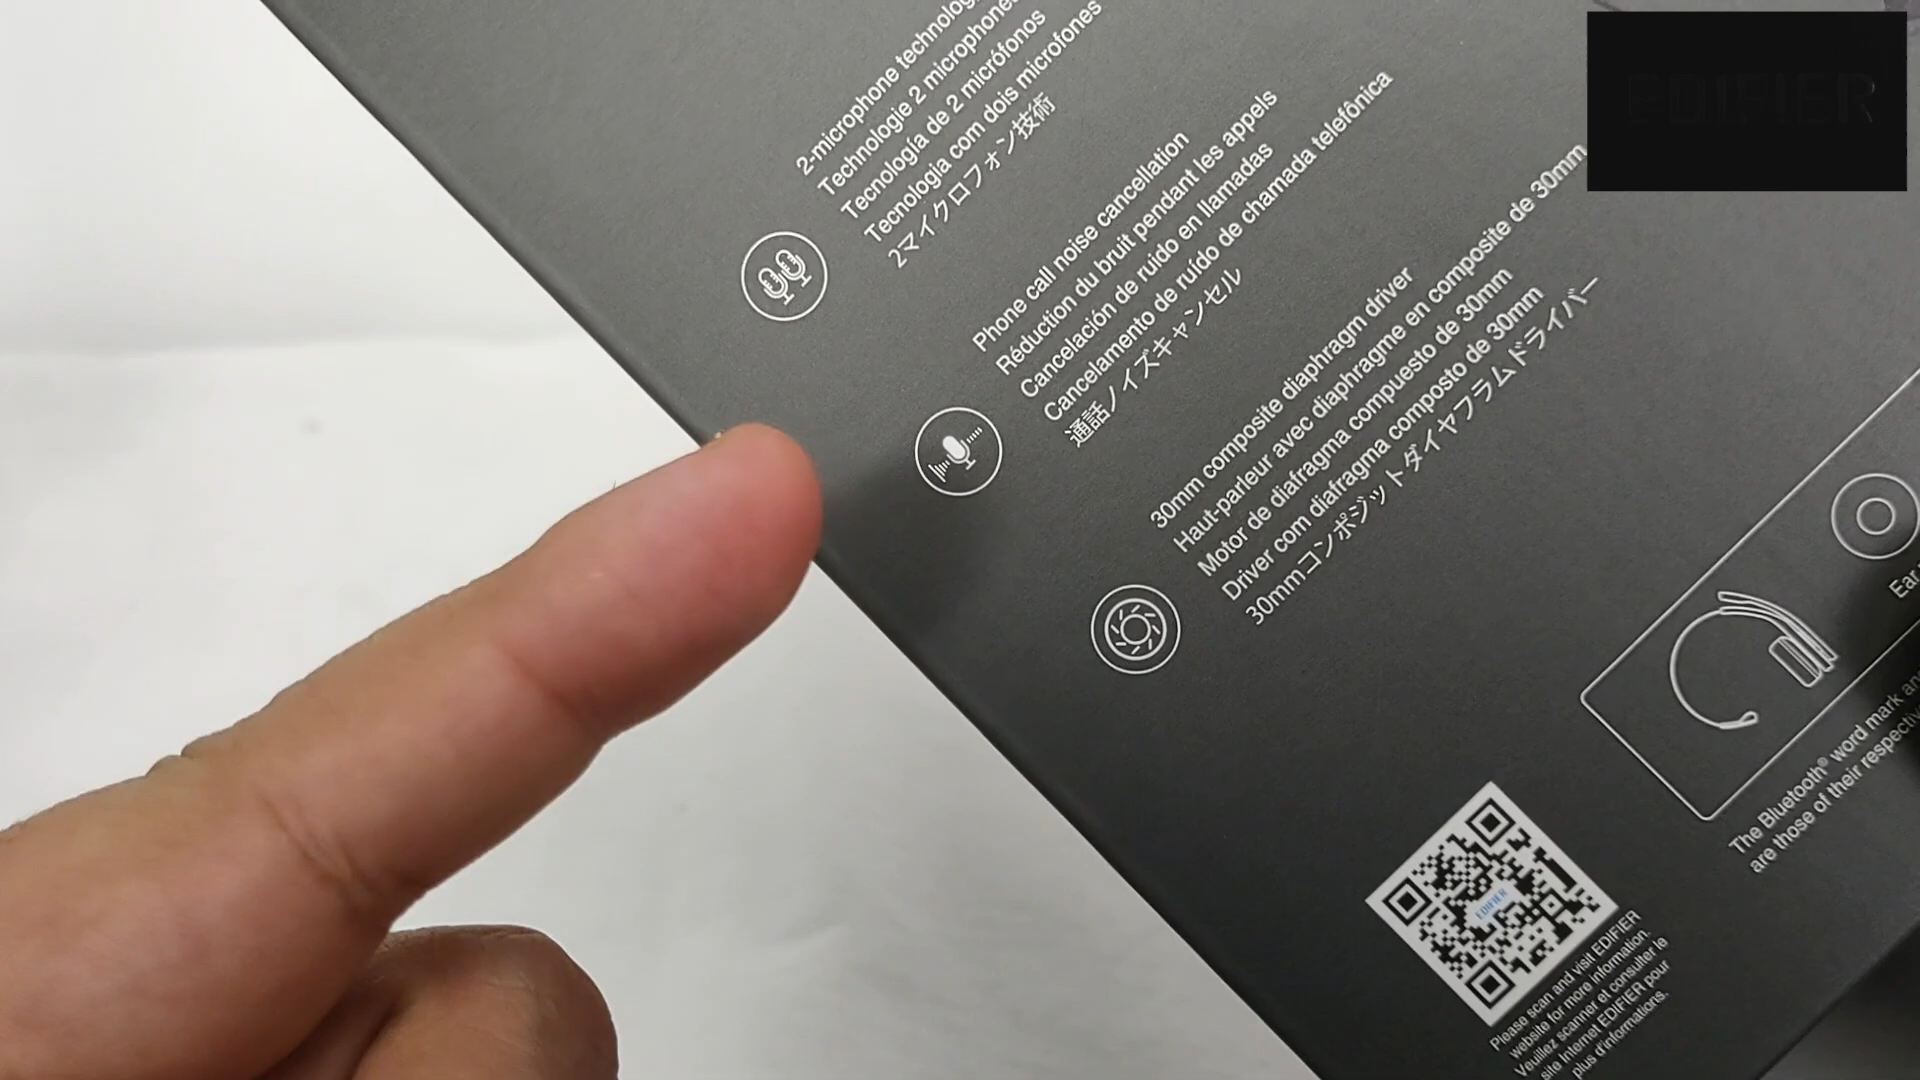 2-microphone technology
Technologie 2 microphones
Tecnología de 2 micrófonos
Tecnologia com dois microfones
2マイクロフォン技術
Phone call noise cancellation
Réduction du bruit pendant les appels
Cancelación de ruido en llamadas
Cancelamento de ruído de chamada telefônica
通話ノイズキャンセル
30mm composite diaphragm driver
Haut-parleur avec diaphragme en composite de 30mm
Motor de diafragma compuesto de 30mm
Driver com diafragma composto de 30mm
30mmコンポジットダイヤフラムドライバー
Ear
The Bluetooth® word mark and
are those of their respective
EDIFIER
Please scan and visit EDIFIER
website for more information.
Veuillez scanner et consulter le
site Internet EDIFIER pour
plus d'informations.
EDIFIER